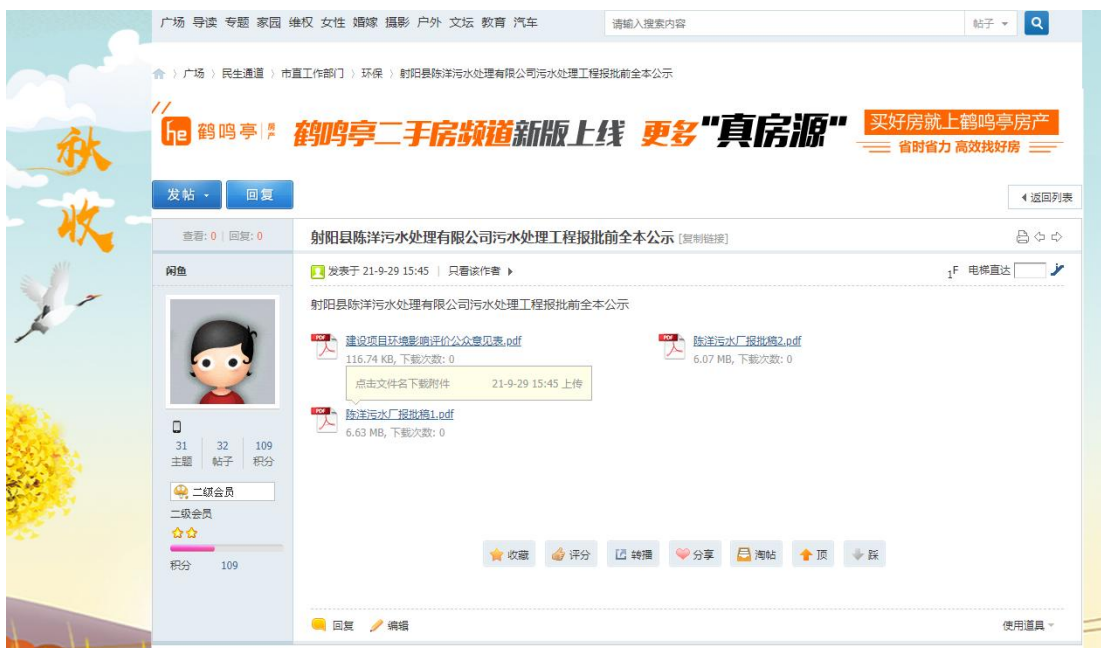 广场 导读 专题 家园 维权 女性 婚嫁 摄影 户外 文坛 教育 汽车
请输入搜索内容
帖子
广场 〉 民生通道 〉 市直工作部门 〉 环保 〉 射阳县陈洋污水处理有限公司污水处理工程报批前全本公示
he 鹤鸣亭 房产
鹤鸣亭二手房频道新版上线 更多"真房源"
买好房就上鹤鸣亭房产
省时省力 高效找好房
秋收
发帖
回复
返回列表
查看: 0 | 回复: 0
射阳县陈洋污水处理有限公司污水处理工程报批前全本公示 [复制链接]
闲鱼
发表于 21-9-29 15:45 | 只看该作者
1F 电梯直达
射阳县陈洋污水处理有限公司污水处理工程报批前全本公示
PDF
建设项目环境影响评价公众意见表.pdf
116.74 KB, 下载次数: 0
PDF
陈洋污水厂报批稿2.pdf
6.07 MB, 下载次数: 0
点击文件名下载附件 21-9-29 15:45 上传
PDF
陈洋污水厂报批稿1.pdf
6.63 MB, 下载次数: 0
31 32 109
主题 帖子 积分
二级会员
二级会员
积分 109
收藏 评分 转播 分享 淘帖 顶 踩
回复 编辑
使用道具